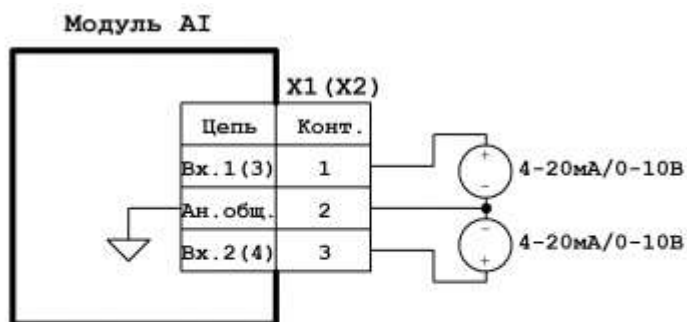 Модуль AI
X1(X2)
Цепь Конт.
Вх.1(3) 1
Ан.общ. 2
Вх.2(4) 3
+
-
4-20мА/0-10В
-
+
4-20мА/0-10В